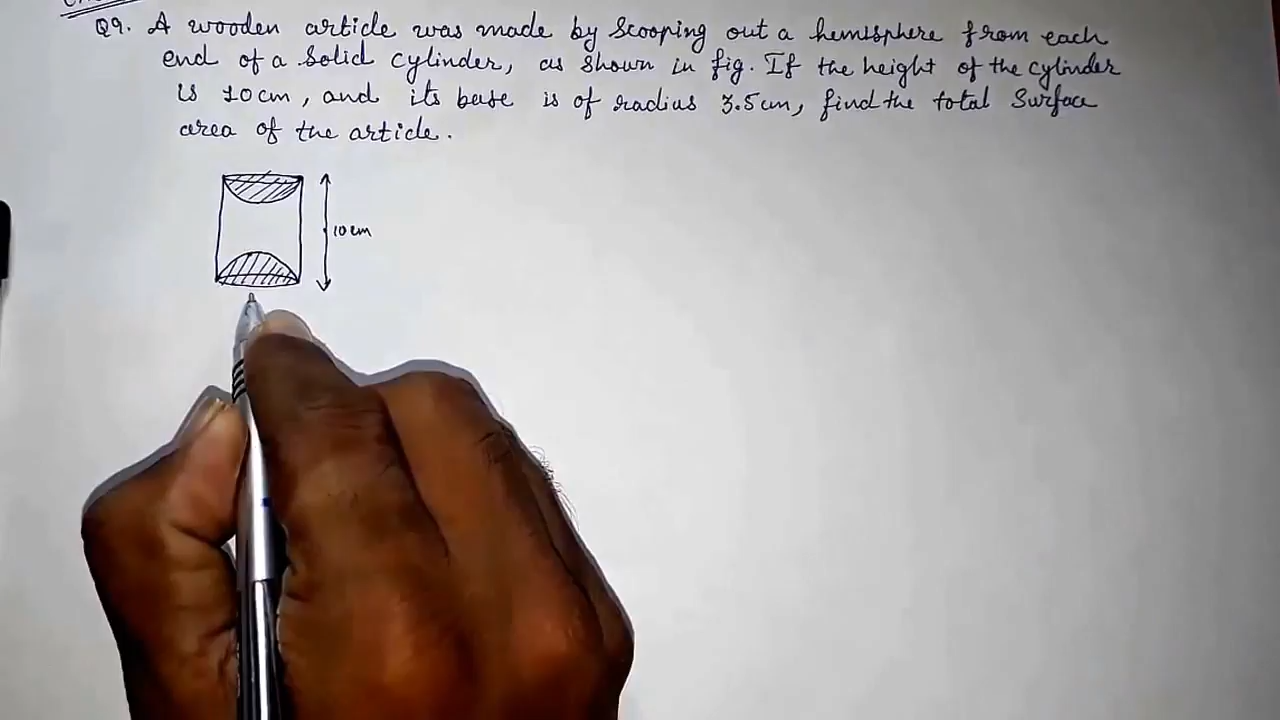 Q9. A wooden article was made by scooping out a hemisphere from each
end of a solid cylinder, as shown in fig. If the height of the cylinder
is 10cm, and its base is of radius 3.5cm, find the total surface
area of the article.
10cm